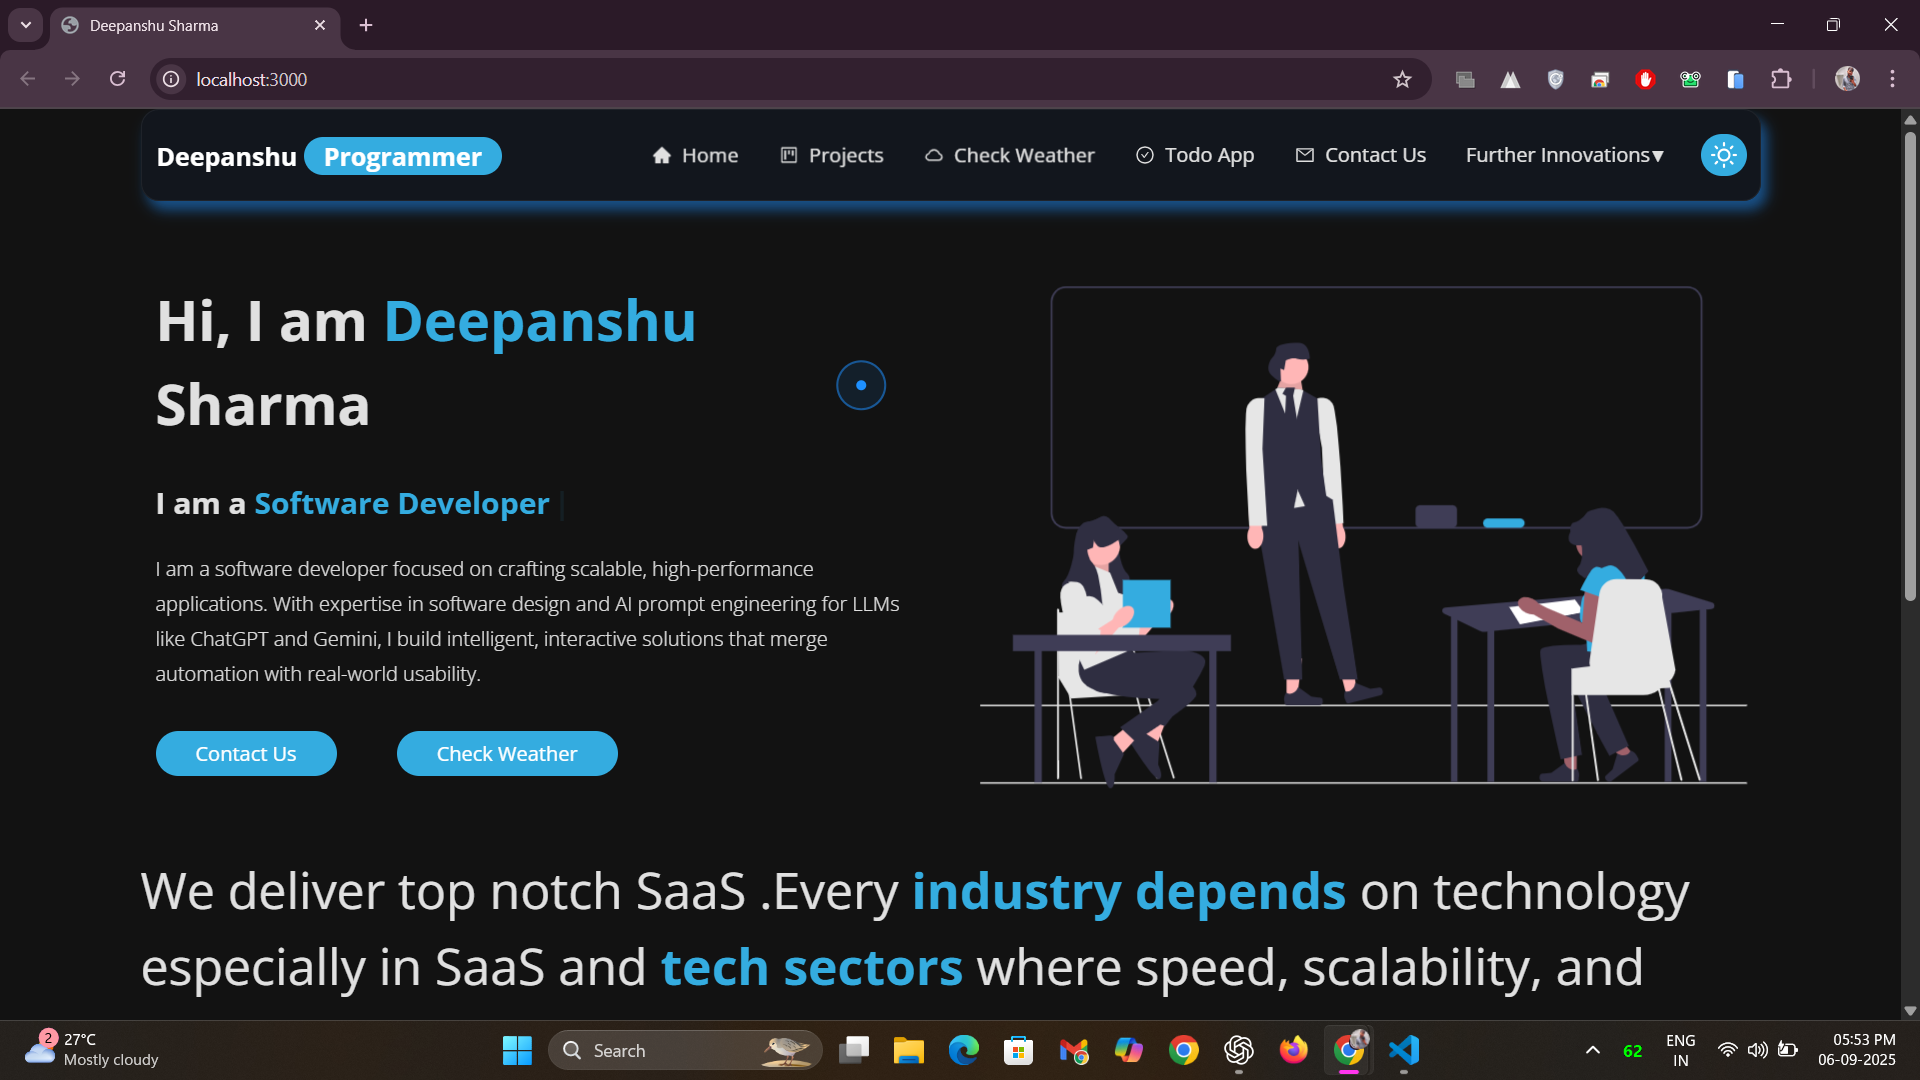 Deepanshu Sharma
localhost:3000
Deepanshu Programmer
Home
Projects
Check Weather
Todo App
Contact Us
Further Innovations▼
Hi, I am Deepanshu
Sharma
I am a Software Developer |
I am a software developer focused on crafting scalable, high-performance
applications. With expertise in software design and AI prompt engineering for LLMs
like ChatGPT and Gemini, I build intelligent, interactive solutions that merge
automation with real-world usability.
Contact Us
Check Weather
We deliver top notch SaaS .Every industry depends on technology
especially in SaaS and tech sectors where speed, scalability, and
2
27°C
Mostly cloudy
Search
62
ENG
IN
05:53 PM
06-09-2025